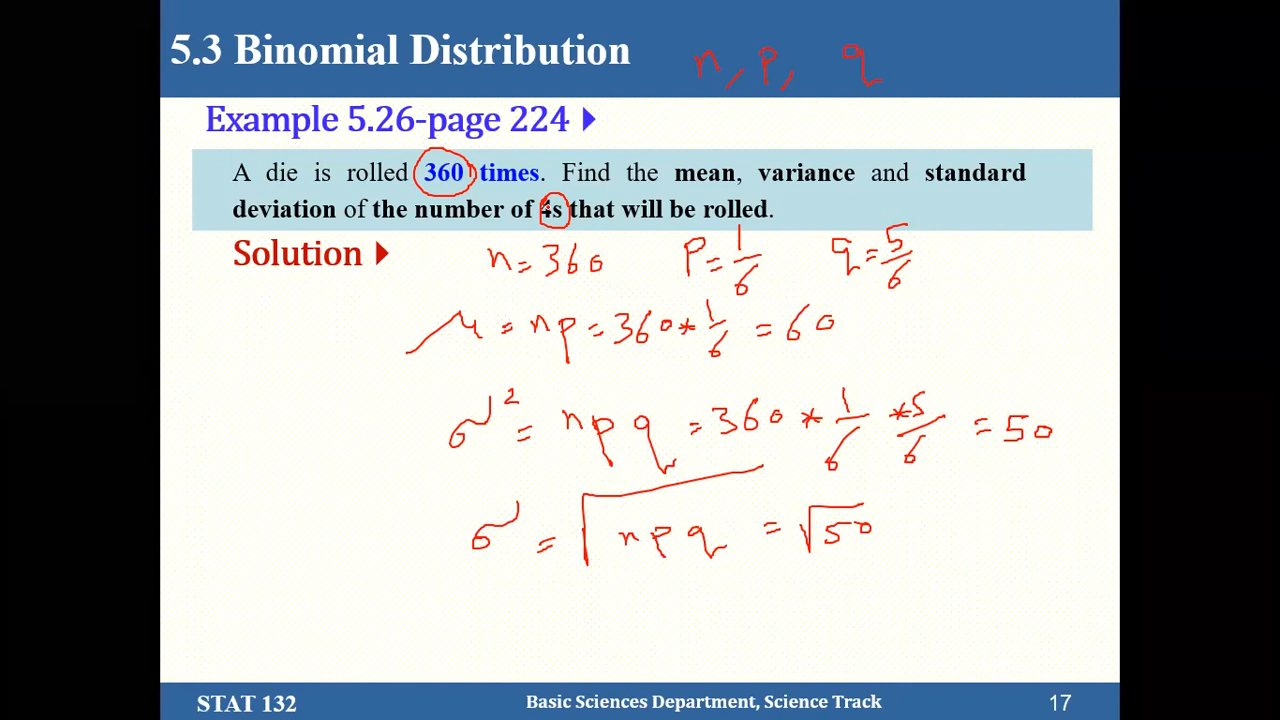 5.3 Binomial Distribution n, p, q
Example 5.26-page 224
A die is rolled 360 times. Find the mean, variance and standard
deviation of the number of 4s that will be rolled.
Solution n = 360 P = 1/6 q = 5/6
μ = np = 360 * 1/6 = 60
σ² = npq = 360 * 1/6 * 5/6 = 50
σ = √npq = √50
STAT 132 Basic Sciences Department, Science Track 17